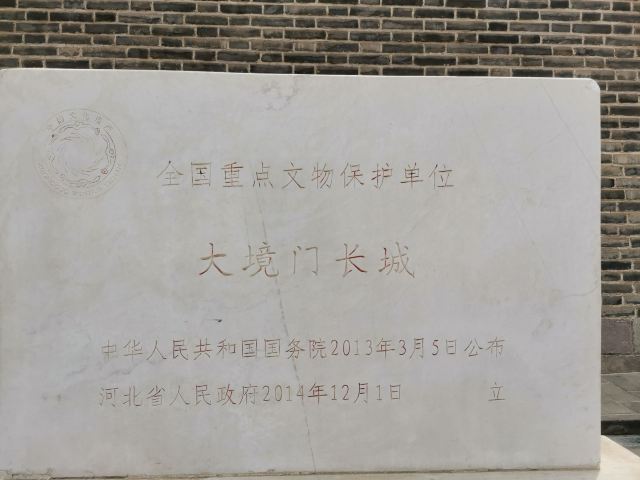 全国重点文物保护单位
大境门长城
中华人民共和国国务院2013年3月5日公布
河北省人民政府2014年12月1日 立